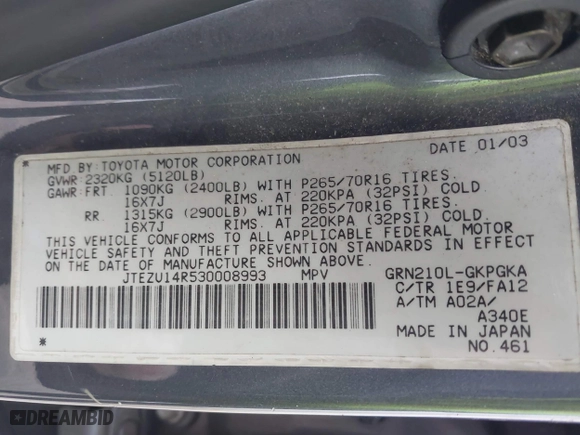 MFD BY: TOYOTA MOTOR CORPORATION DATE 01/03
GVWR: 2320KG (5120LB)
GAWR: FRT 1090KG (2400LB) WITH P265/70R16 TIRES,
16X7J RIMS, AT 220KPA (32PSI) COLD
RR 1315KG (2900LB) WITH P265/70R16 TIRES,
16X7J RIMS, AT 220KPA (32PSI) COLD
THIS VEHICLE CONFORMS TO ALL APPLICABLE FEDERAL MOTOR
VEHICLE SAFETY AND THEFT PREVENTION STANDARDS IN EFFECT
ON THE DATE OF MANUFACTURE SHOWN ABOVE.
JTEZU14R530008993 MPV GRN210L-GKPGKA
C/TR 1E9/FA12
A/TM A02A/
A340E
MADE IN JAPAN
NO.461
DREAMBID